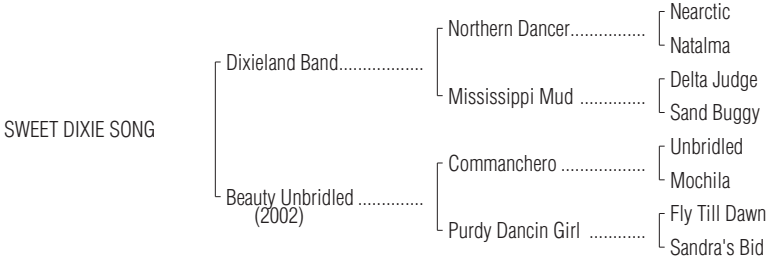 Nearctic
Northern Dancer................
Natalma
Dixieland Band..................
Delta Judge
Mississippi Mud ..............
Sand Buggy
SWEET DIXIE SONG
Unbridled
Commanchero ..................
Mochila
Beauty Unbridled ..............
(2002)
Fly Till Dawn
Purdy Dancin Girl ............
Sandra's Bid